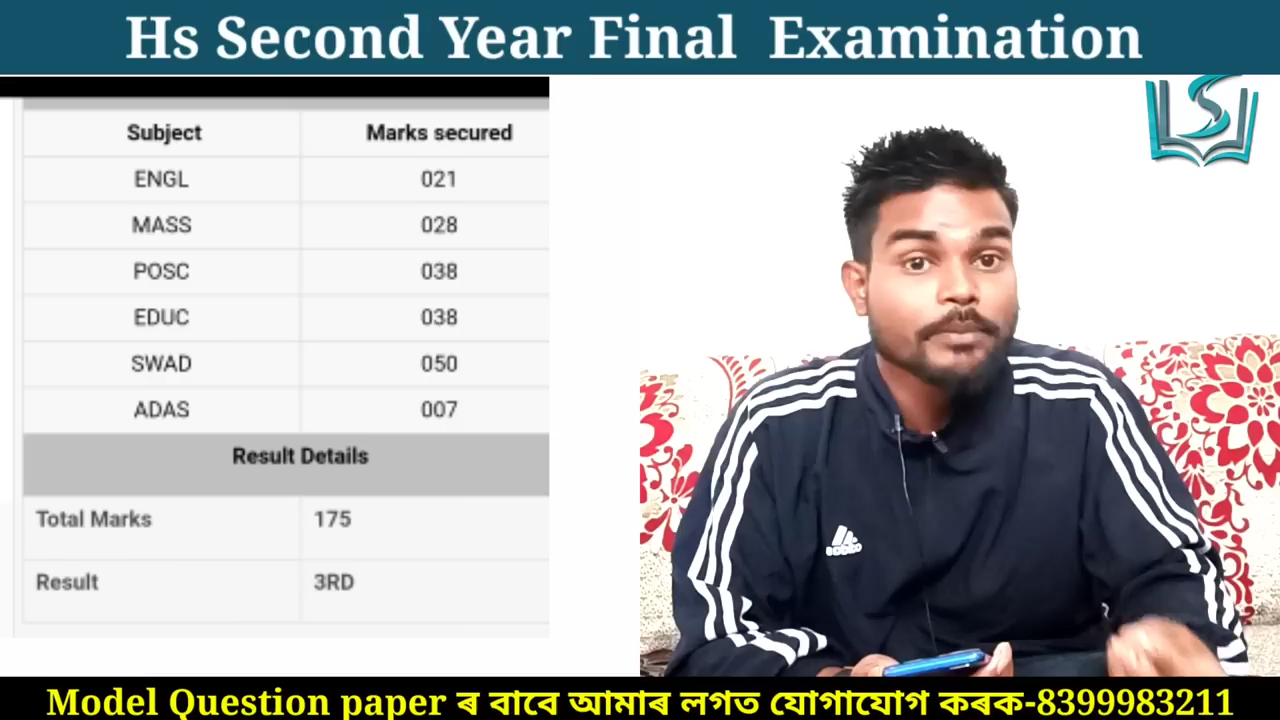 Hs Second Year Final Examination
Subject Marks secured
ENGL 021
MASS 028
POSC 038
EDUC 038
SWAD 050
ADAS 007
Result Details
Total Marks 175
Result 3RD
Model Question paper ৰ বাবে আমাৰ লগত যোগাযোগ কৰক-8399983211